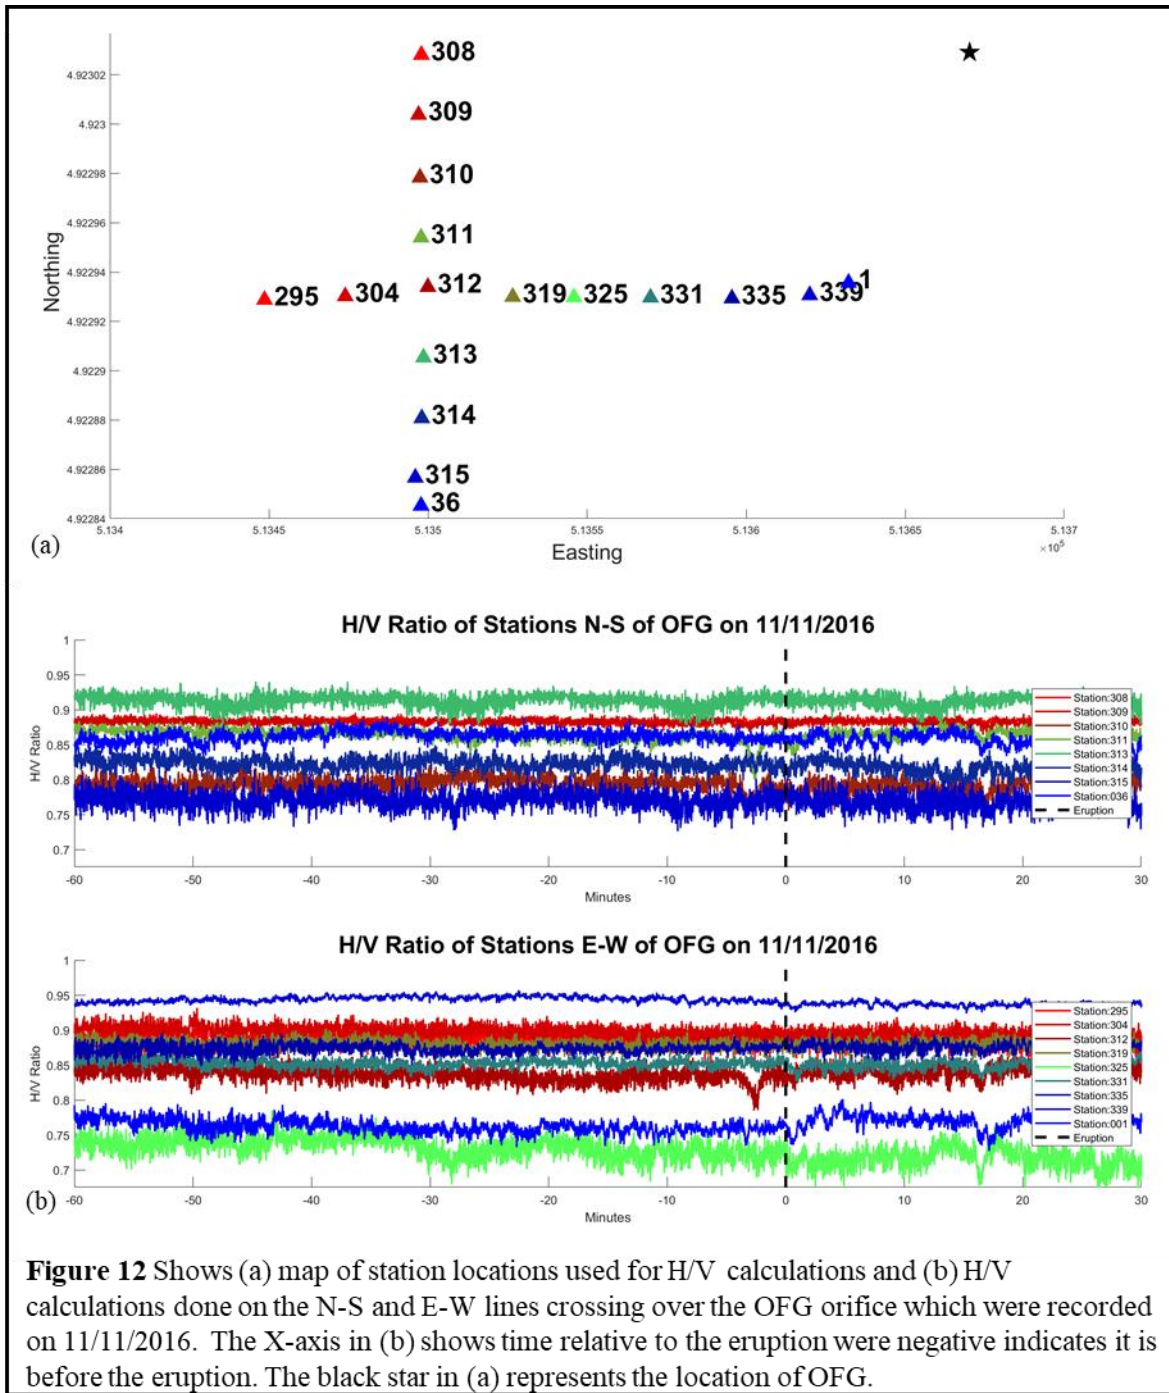 4.92302
4.923
4.92298
4.92296
4.92294
4.92292
4.9229
4.92288
4.92286
4.92284
Northing
308
309
310
311
312
295
304
319
325
331
335
339
1
313
314
315
36
5.134
5.1345
5.135
5.1355
5.136
5.1365
5.137
×10⁵
Easting
(a)
H/V Ratio of Stations N-S of OFG on 11/11/2016
1
0.95
0.9
0.85
0.8
0.75
0.7
H/V Ratio
Station:308
Station:309
Station:310
Station:311
Station:313
Station:314
Station:315
Station:036
Eruption
-60
-50
-40
-30
-20
-10
0
10
20
30
Minutes
H/V Ratio of Stations E-W of OFG on 11/11/2016
1
0.95
0.9
0.85
0.8
0.75
0.7
H/V Ratio
Station:295
Station:304
Station:312
Station:319
Station:325
Station:331
Station:335
Station:339
Station:001
Eruption
-60
-50
-40
-30
-20
-10
0
10
20
30
Minutes
(b)
Figure 12 Shows (a) map of station locations used for H/V calculations and (b) H/V
calculations done on the N-S and E-W lines crossing over the OFG orifice which were recorded
on 11/11/2016. The X-axis in (b) shows time relative to the eruption were negative indicates it is
before the eruption. The black star in (a) represents the location of OFG.